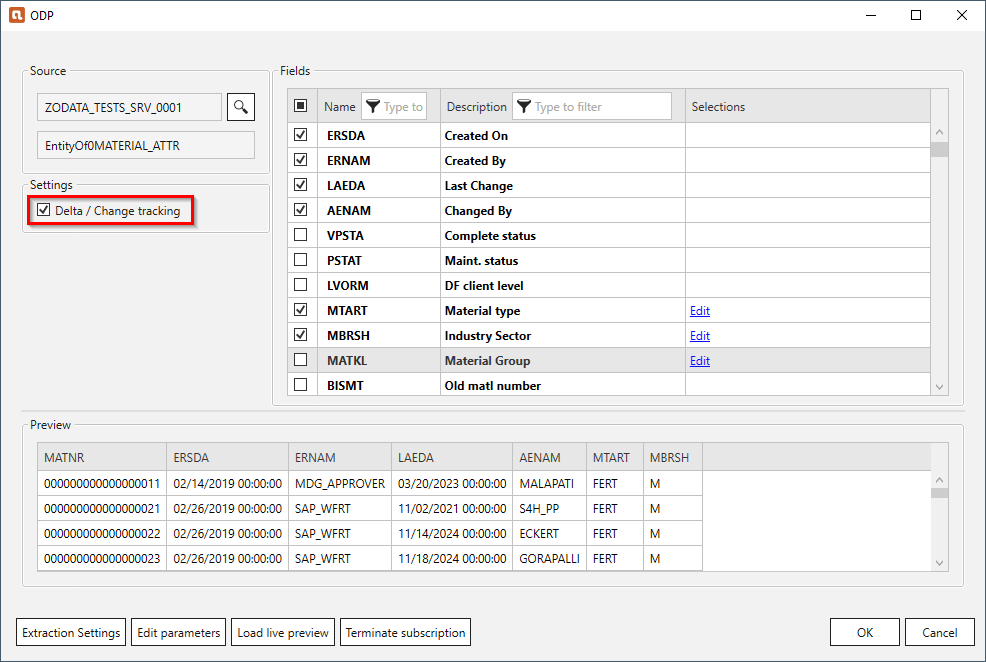 ODP
Source
ZODATA_TESTS_SRV_0001
EntityOf0MATERIAL_ATTR
Settings
Delta / Change tracking
Fields
Name Type to Description Type to filter Selections
ERSDA Created On
ERNAM Created By
LAEDA Last Change
AENAM Changed By
VPSTA Complete status
PSTAT Maint. status
LVORM DF client level
MTART Material type Edit
MBRSH Industry Sector Edit
MATKL Material Group Edit
BISMT Old matl number
Preview
MATNR ERSDA ERNAM LAEDA AENAM MTART MBRSH
000000000000000011 02/14/2019 00:00:00 MDG_APPROVER 03/20/2023 00:00:00 MALAPATI FERT M
000000000000000021 02/26/2019 00:00:00 SAP_WFRT 11/02/2021 00:00:00 S4H_PP FERT M
000000000000000022 02/26/2019 00:00:00 SAP_WFRT 11/14/2024 00:00:00 ECKERT FERT M
000000000000000023 02/26/2019 00:00:00 SAP_WFRT 11/18/2024 00:00:00 GORAPALLI FERT M
Extraction Settings Edit parameters Load live preview Terminate subscription OK Cancel